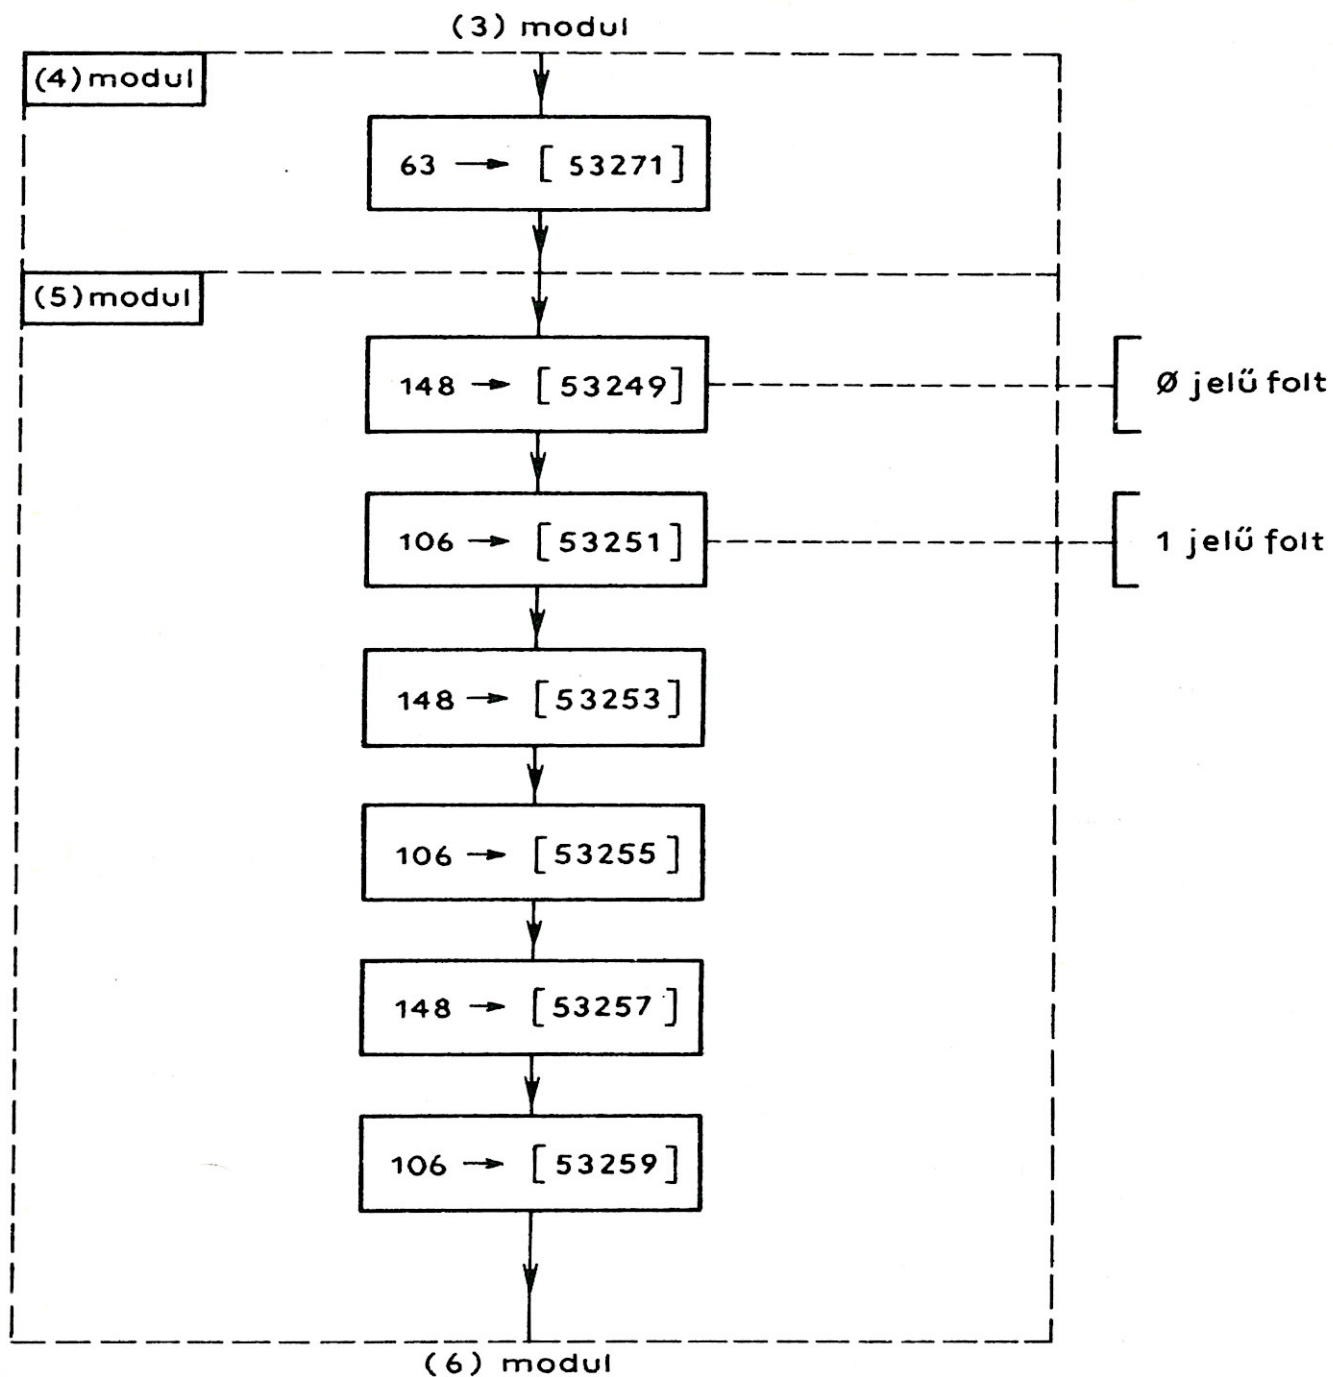 (3) modul
(4) modul
63 → [ 53271 ]
(5) modul
148 → [ 53249 ]
Ø jelű folt
106 → [ 53251 ]
1 jelű folt
148 → [ 53253 ]
106 → [ 53255 ]
148 → [ 53257 ]
106 → [ 53259 ]
(6) modul